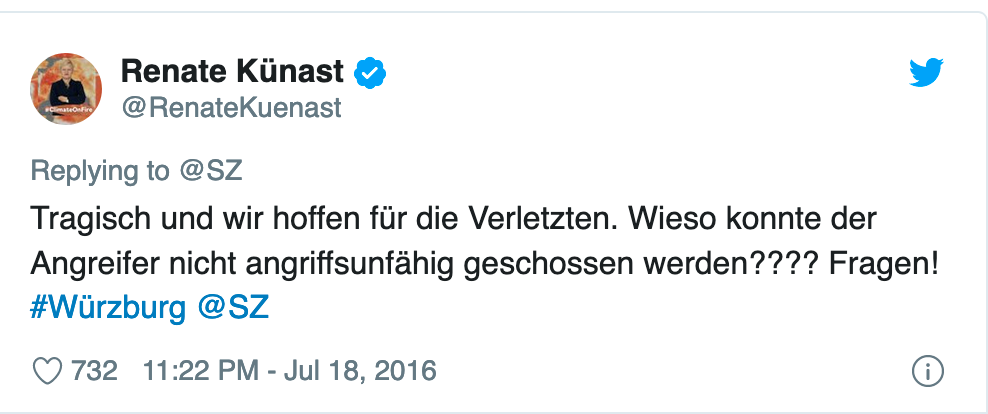 Renate Künast
@RenateKuenast
#ClimateOnFire
Replying to @SZ
Tragisch und wir hoffen für die Verletzten. Wieso konnte der
Angreifer nicht angriffsunfähig geschossen werden???? Fragen!
#Würzburg @SZ
732 11:22 PM - Jul 18, 2016